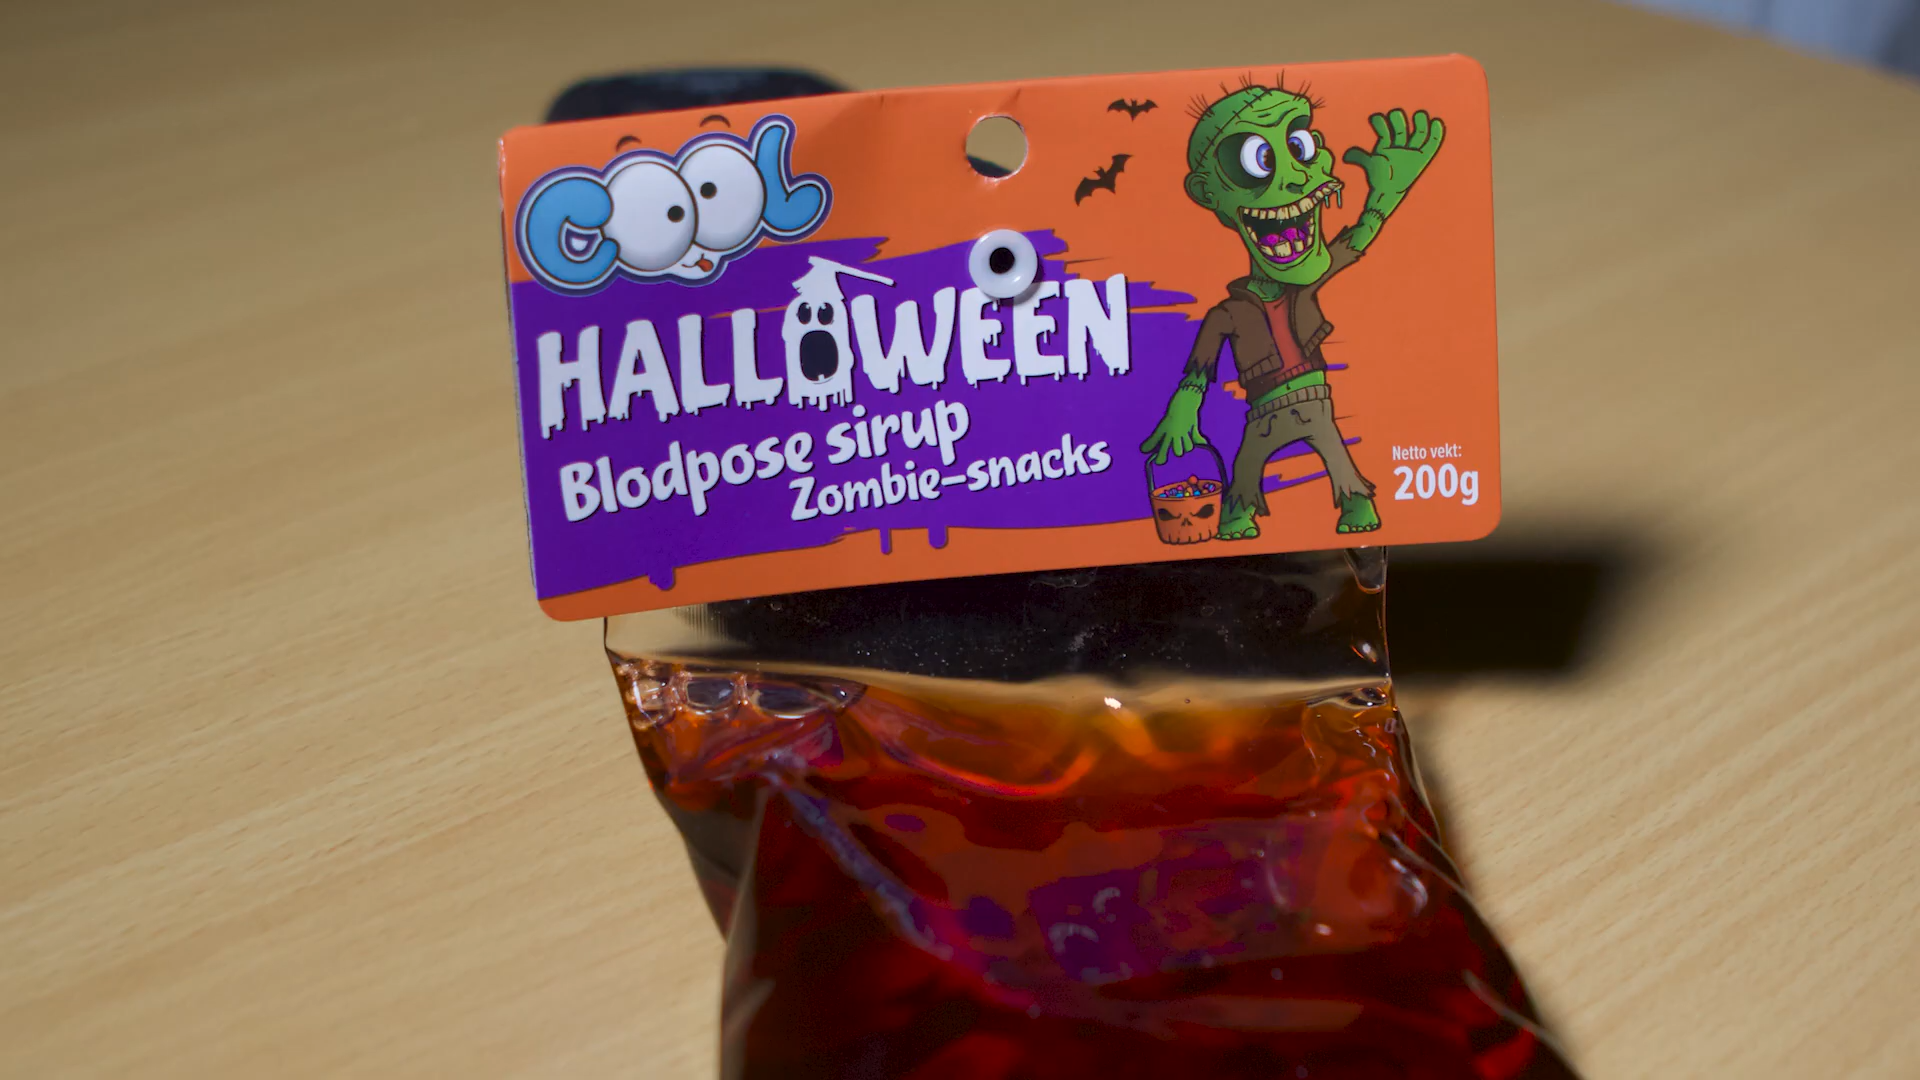 COOL
HALLOWEEN
Blodpose sirup
Zombie-snacks
Netto vekt:
200g